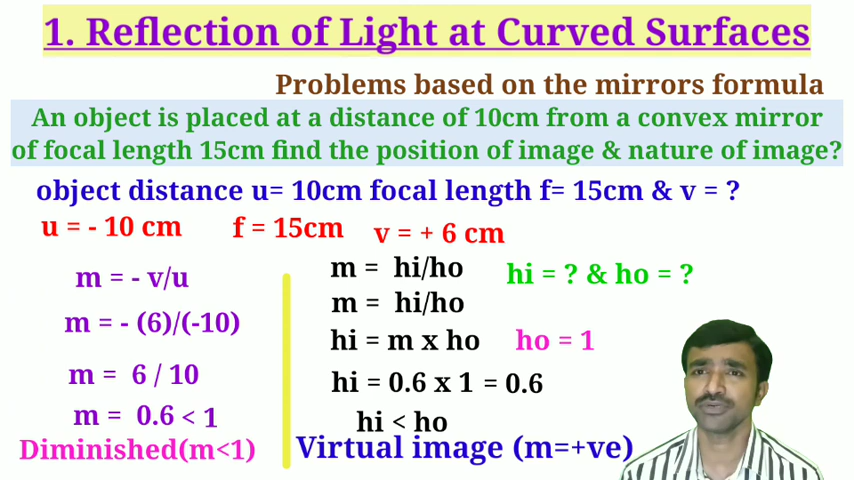 1. Reflection of Light at Curved Surfaces
Problems based on the mirrors formula
An object is placed at a distance of 10cm from a convex mirror
of focal length 15cm find the position of image & nature of image?
object distance u= 10cm focal length f= 15cm & v = ?
u = - 10 cm f = 15cm v = + 6 cm
m = - v/u
m = - (6)/(-10)
m = 6 / 10
m = 0.6 < 1
Diminished(m<1)
m = hi/ho hi = ? & ho = ?
m = hi/ho
hi = m x ho ho = 1
hi = 0.6 x 1 = 0.6
hi < ho
Virtual image (m=+ve)